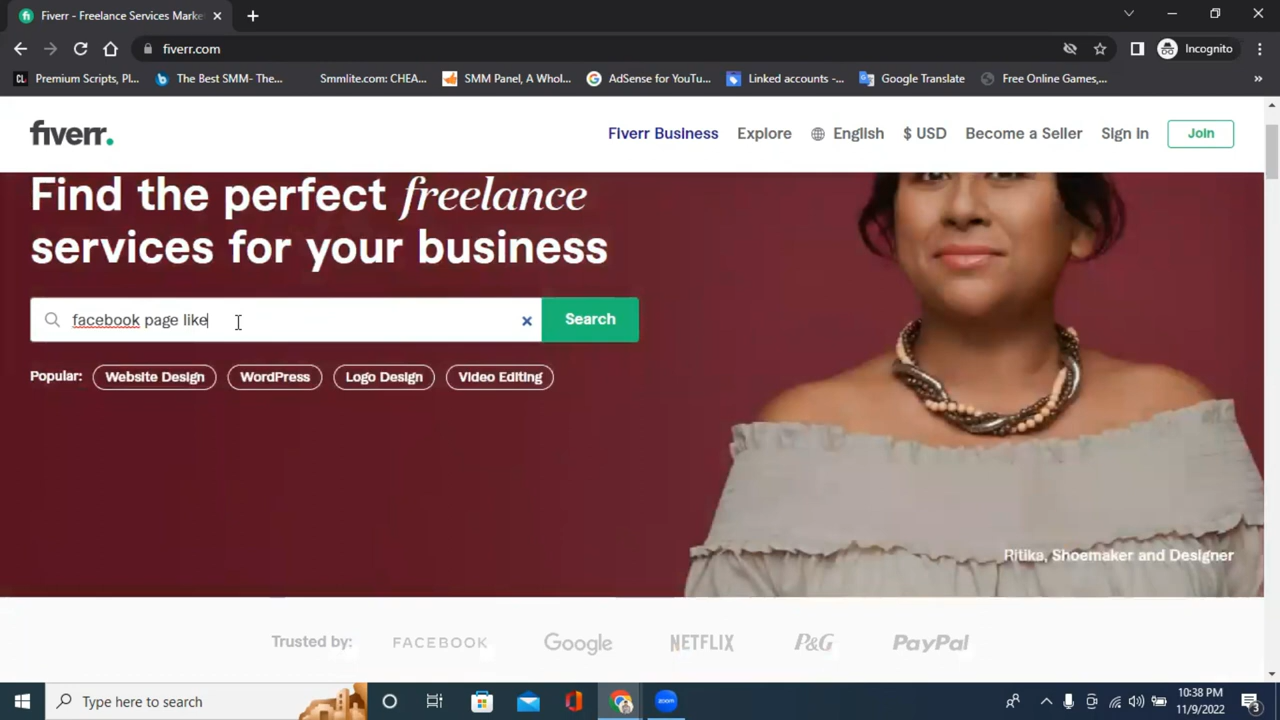 Fiverr - Freelance Services Marke
fiverr.com
Incognito
CL Premium Scripts, Pl...
The Best SMM- The...
Smmlite.com: CHEA...
SMM Panel, A Whol...
AdSense for YouTu...
Linked accounts -...
Google Translate
Free Online Games,...
»
fiverr.
Fiverr Business
Explore
English
$ USD
Become a Seller
Sign In
Join
Find the perfect freelance
services for your business
facebook page like
Search
Popular:
Website Design
WordPress
Logo Design
Video Editing
Ritika, Shoemaker and Designer
Trusted by:
FACEBOOK
Google
NETFLIX
P&G
PayPal
Type here to search
zoom
10:38 PM
11/9/2022
3